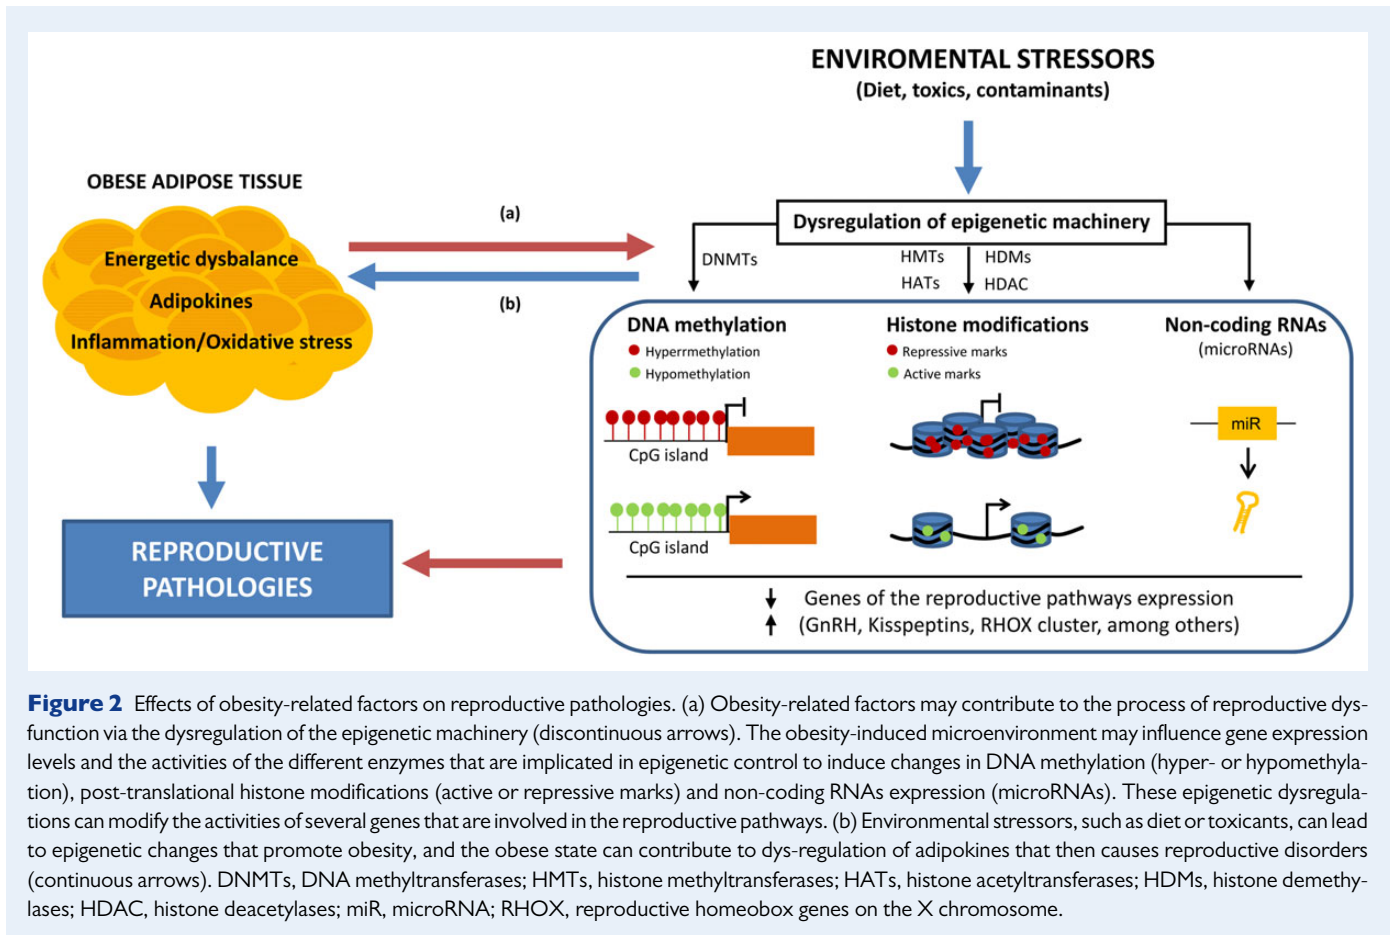 ENVIROMENTAL STRESSORS
(Diet, toxics, contaminants)
OBESE ADIPOSE TISSUE
Energetic dysbalance
Adipokines
Inflammation/Oxidative stress
(a)
(b)
Dysregulation of epigenetic machinery
DNMTs
HMTs
HATs
HDMs
HDAC
DNA methylation
Hyperrmethylation
Hypomethylation
CpG island
CpG island
Histone modifications
Repressive marks
Active marks
Non-coding RNAs
(microRNAs)
miR
REPRODUCTIVE
PATHOLOGIES
Genes of the reproductive pathways expression
(GnRH, Kisspeptins, RHOX cluster, among others)
Figure 2 Effects of obesity-related factors on reproductive pathologies. (a) Obesity-related factors may contribute to the process of reproductive dys-
function via the dysregulation of the epigenetic machinery (discontinuous arrows). The obesity-induced microenvironment may influence gene expression
levels and the activities of the different enzymes that are implicated in epigenetic control to induce changes in DNA methylation (hyper- or hypomethyla-
tion), post-translational histone modifications (active or repressive marks) and non-coding RNAs expression (microRNAs). These epigenetic dysregula-
tions can modify the activities of several genes that are involved in the reproductive pathways. (b) Environmental stressors, such as diet or toxicants, can lead
to epigenetic changes that promote obesity, and the obese state can contribute to dys-regulation of adipokines that then causes reproductive disorders
(continuous arrows). DNMTs, DNA methyltransferases; HMTs, histone methyltransferases; HATs, histone acetyltransferases; HDMs, histone demethy-
lases; HDAC, histone deacetylases; miR, microRNA; RHOX, reproductive homeobox genes on the X chromosome.